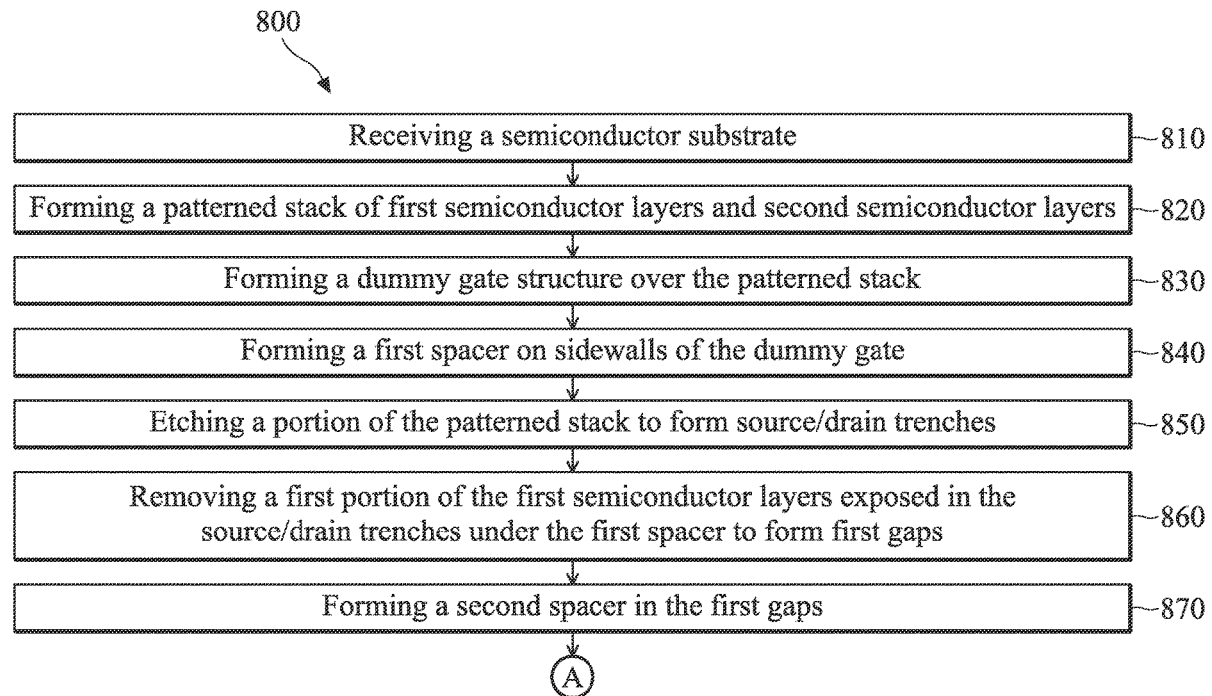 800
Receiving a semiconductor substrate
810
Forming a patterned stack of first semiconductor layers and second semiconductor layers
820
Forming a dummy gate structure over the patterned stack
830
Forming a first spacer on sidewalls of the dummy gate
840
Etching a portion of the patterned stack to form source/drain trenches
850
Removing a first portion of the first semiconductor layers exposed in the
source/drain trenches under the first spacer to form first gaps
860
Forming a second spacer in the first gaps
870
A